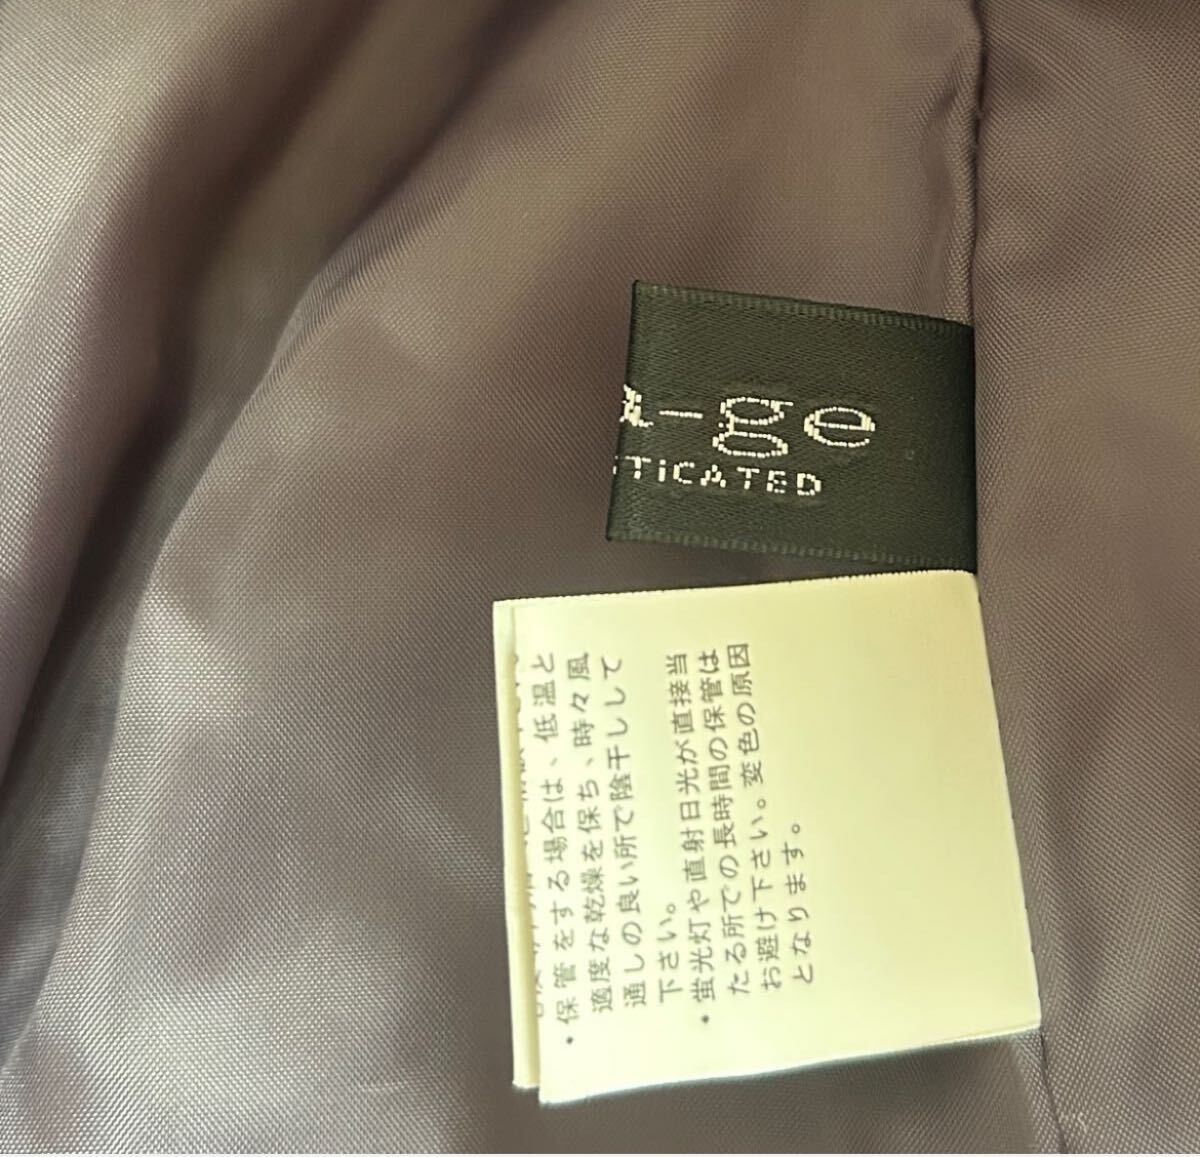 a-ge
TiCATED
・保管をする場合は、低温と
適度な乾燥を保ち、時々風
通しの良い所で陰干しして
下さい。
・蛍光灯や直射日光が直接当
たる所での長時間の保管は
お避け下さい。変色の原因
となります。